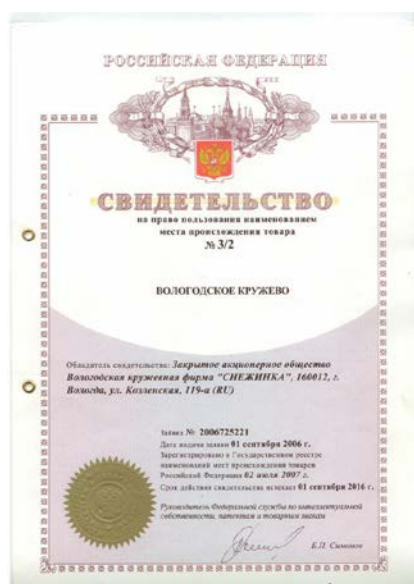 РОССИЙСКАЯ ФЕДЕРАЦИЯ
СВИДЕТЕЛЬСТВО
на право пользования наименованием
места происхождения товара
№ 3/2
ВОЛОГОДСКОЕ КРУЖЕВО
Обладатель свидетельства: Закрытое акционерное общество
Вологодская кружевная фирма "СНЕЖИНКА", 160012, г.
Вологда, ул. Козленская, 119-а (RU)
Заявка № 2006725221
Дата подачи заявки 01 сентября 2006 г.
Зарегистрировано в Государственном реестре
наименований мест происхождения товаров
Российской Федерации 02 июля 2007 г.
Срок действия свидетельства истекает 01 сентября 2016 г.
Руководитель Федеральной службы по интеллектуальной
собственности, патентам и товарным знакам
Б.П. Симонов